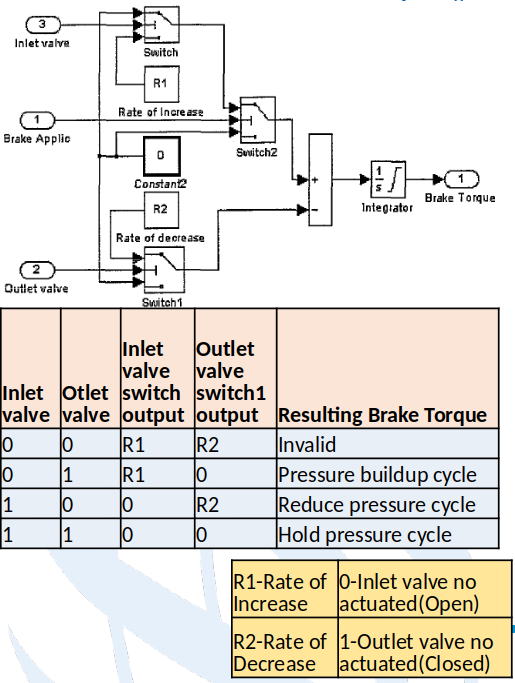 3
Inlet valve
Switch
R1
Rate of Increase
1
Brake Applic
Switch2
0
Constant2
R2
Rate of decrease
2
Outlet valve
Switch1
+
−
1
s
Integrator
1
Brake Torque
Inlet valve | Otlet valve | Inlet valve switch output | Outlet valve switch1 output | Resulting Brake Torque
0 0 R1 R2 Invalid
0 1 R1 0 Pressure buildup cycle
1 0 0 R2 Reduce pressure cycle
1 1 0 0 Hold pressure cycle
R1-Rate of Increase 0-Inlet valve no actuated(Open)
R2-Rate of Decrease 1-Outlet valve no actuated(Closed)